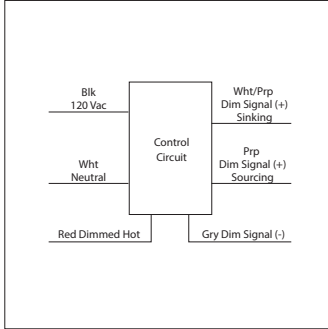 Blk
120 Vac
Wht/Prp
Dim Signal (+)
Sinking
Control
Circuit
Wht
Neutral
Prp
Dim Signal (+)
Sourcing
Red Dimmed Hot
Gry Dim Signal (-)